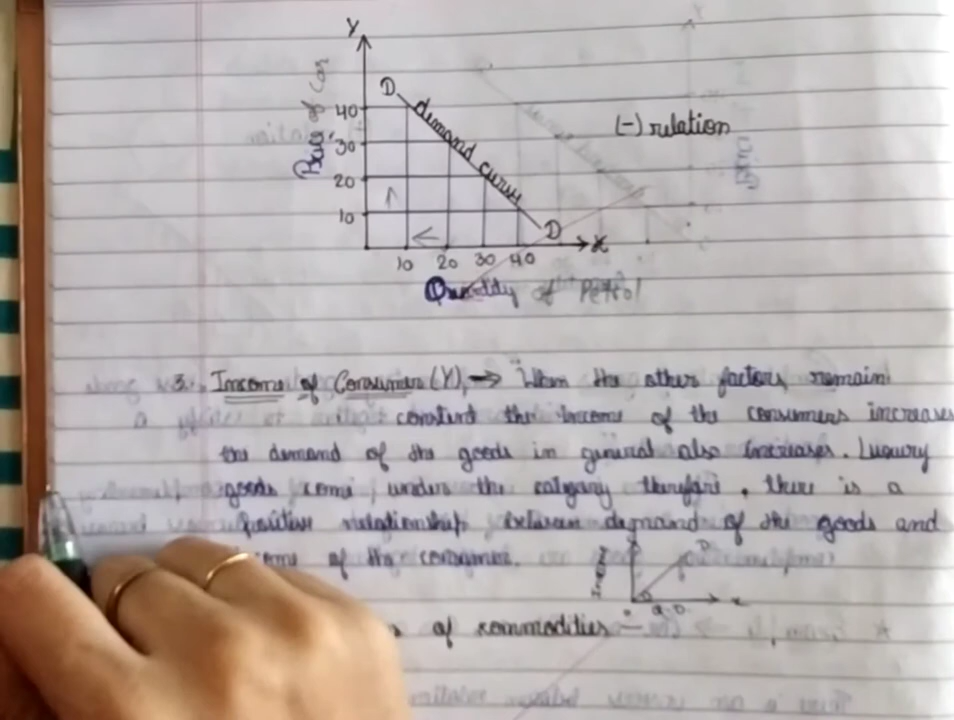 Y
Price of Car
D
40
demand curve
(-) relation
30
20
10
D
X
10 20 30 40
Quantity of Petrol
3. Income of Consumer (Y) → When the other factors remain
constant the income of the consumers increases
the demand of the goods in general also increases. Luxury
goods come under the therefore, there is a
positive relationship between demand of the goods and
of the consumer.
D
x
of commodities -